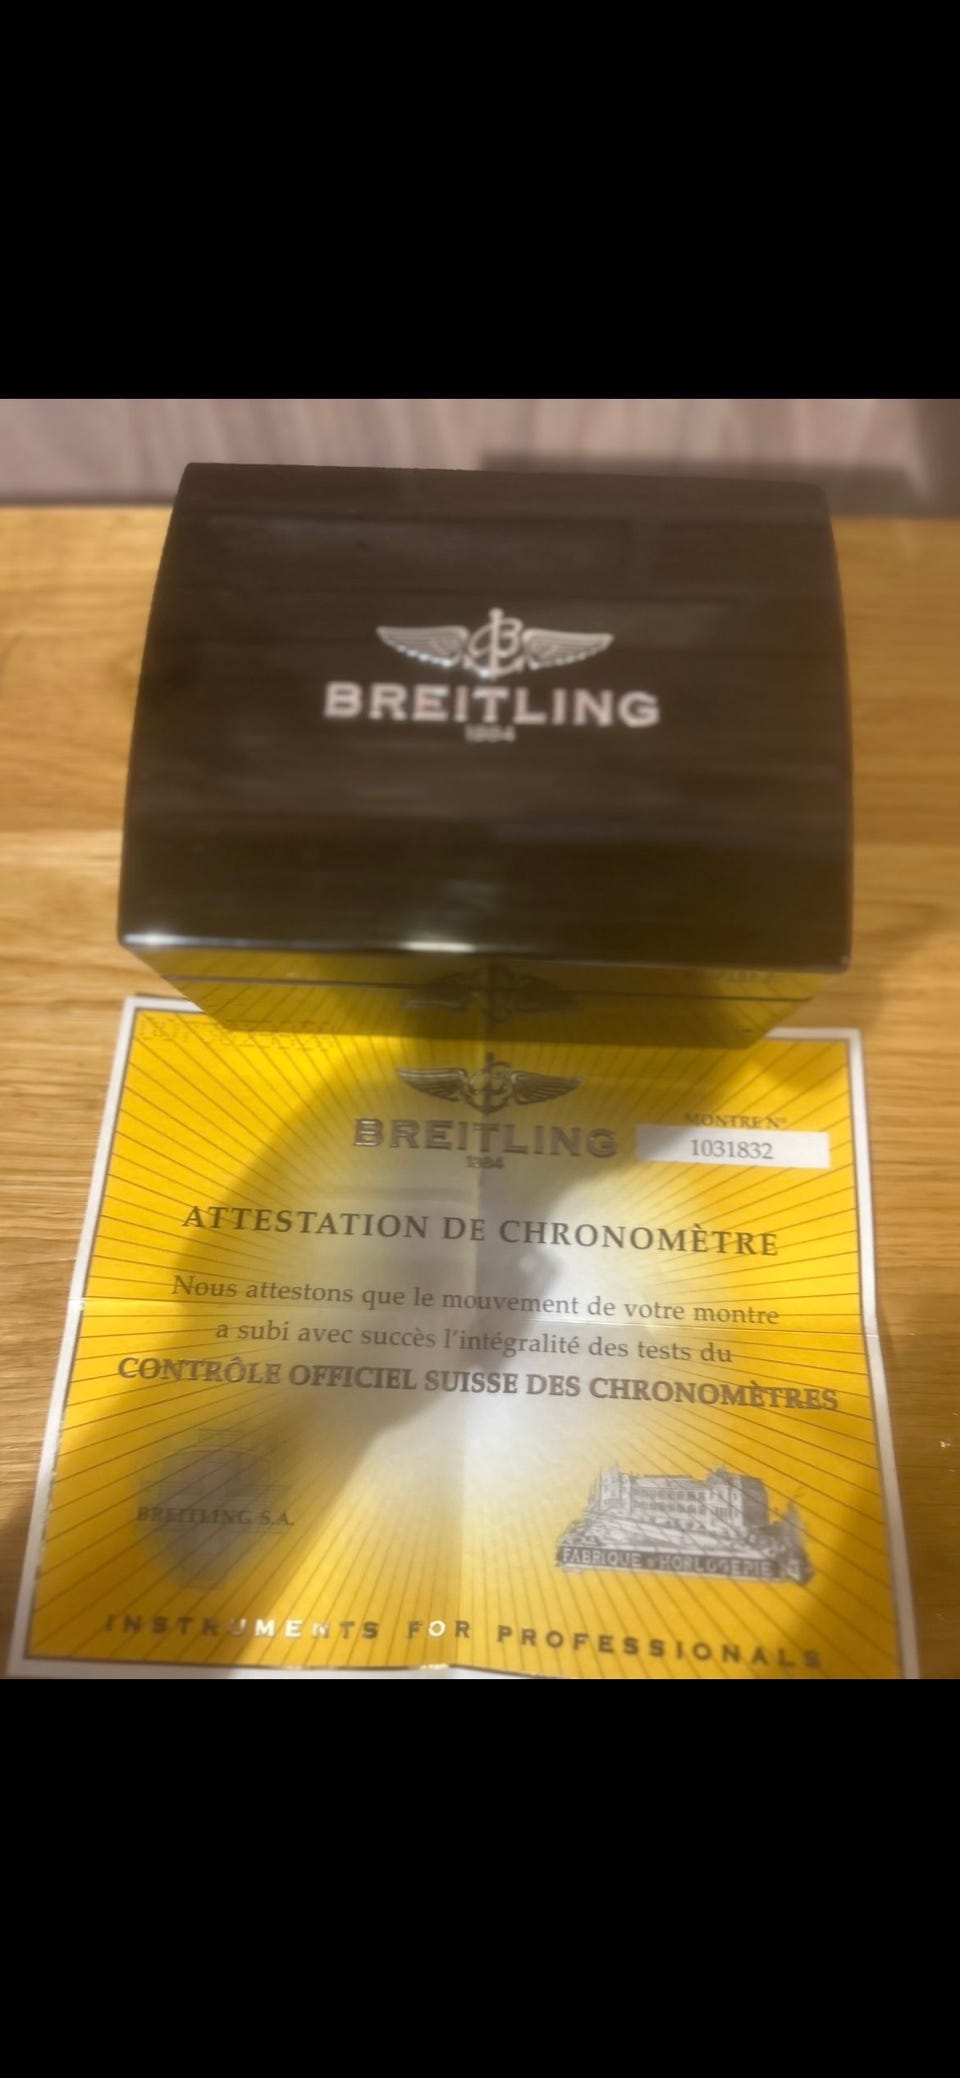 BREITLING
1884
BREITLING
1884
MONTRE N°
1031832
ATTESTATION DE CHRONOMÈTRE
Nous attestons que le mouvement de votre montre
a subi avec succès l'intégralité des tests du
CONTRÔLE OFFICIEL SUISSE DES CHRONOMÈTRES
BREITLING S.A.
FABRIQUE D'HORLOGERIE
INSTRUMENTS FOR PROFESSIONALS